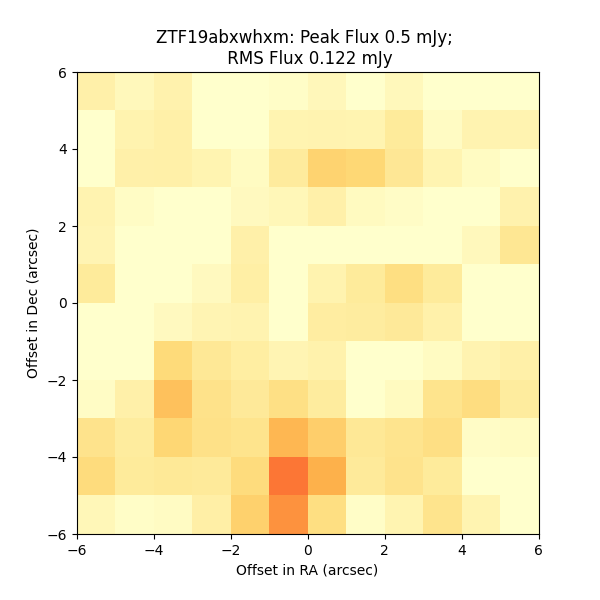 ZTF19abxwhxm: Peak Flux 0.5 mJy;
RMS Flux 0.122 mJy
6
4
2
0
−2
−4
−6
Offset in Dec (arcsec)
−6 −4 −2 0 2 4 6
Offset in RA (arcsec)